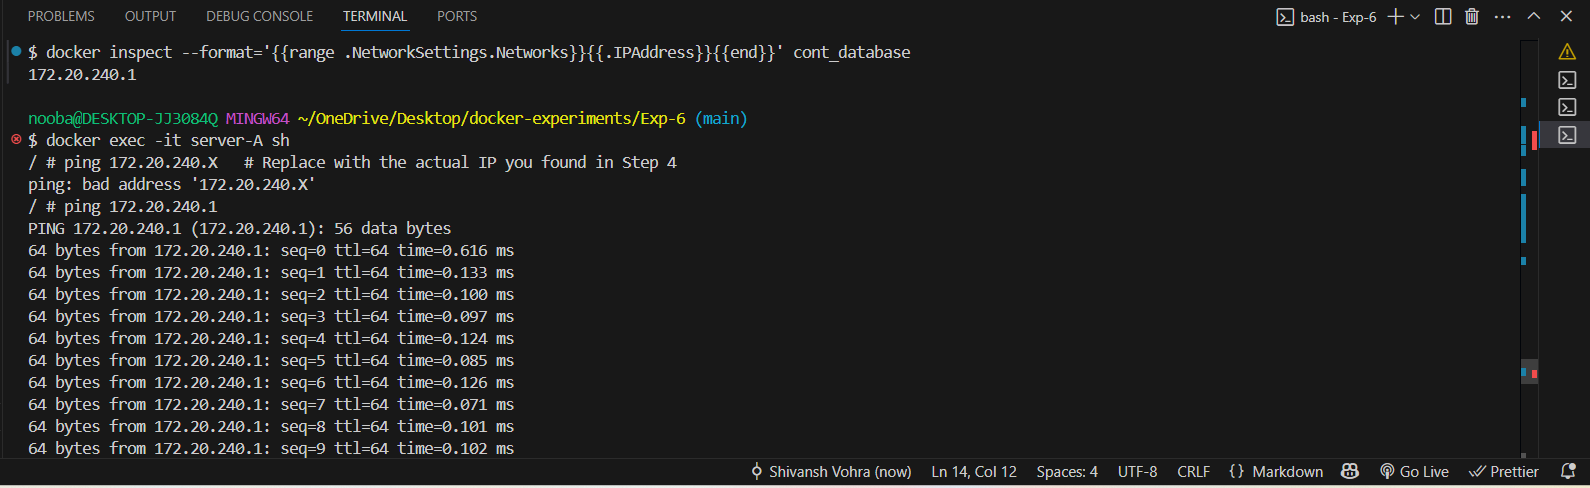 PROBLEMS OUTPUT DEBUG CONSOLE TERMINAL PORTS bash - Exp-6
$ docker inspect --format='{{range .NetworkSettings.Networks}}{{.IPAddress}}{{end}}' cont_database
172.20.240.1
nooba@DESKTOP-JJ3084Q MINGW64 ~/OneDrive/Desktop/docker-experiments/Exp-6 (main)
$ docker exec -it server-A sh
/ # ping 172.20.240.X   # Replace with the actual IP you found in Step 4
ping: bad address '172.20.240.X'
/ # ping 172.20.240.1
PING 172.20.240.1 (172.20.240.1): 56 data bytes
64 bytes from 172.20.240.1: seq=0 ttl=64 time=0.616 ms
64 bytes from 172.20.240.1: seq=1 ttl=64 time=0.133 ms
64 bytes from 172.20.240.1: seq=2 ttl=64 time=0.100 ms
64 bytes from 172.20.240.1: seq=3 ttl=64 time=0.097 ms
64 bytes from 172.20.240.1: seq=4 ttl=64 time=0.124 ms
64 bytes from 172.20.240.1: seq=5 ttl=64 time=0.085 ms
64 bytes from 172.20.240.1: seq=6 ttl=64 time=0.126 ms
64 bytes from 172.20.240.1: seq=7 ttl=64 time=0.071 ms
64 bytes from 172.20.240.1: seq=8 ttl=64 time=0.101 ms
64 bytes from 172.20.240.1: seq=9 ttl=64 time=0.102 ms
Shivansh Vohra (now) Ln 14, Col 12 Spaces: 4 UTF-8 CRLF {} Markdown Go Live Prettier